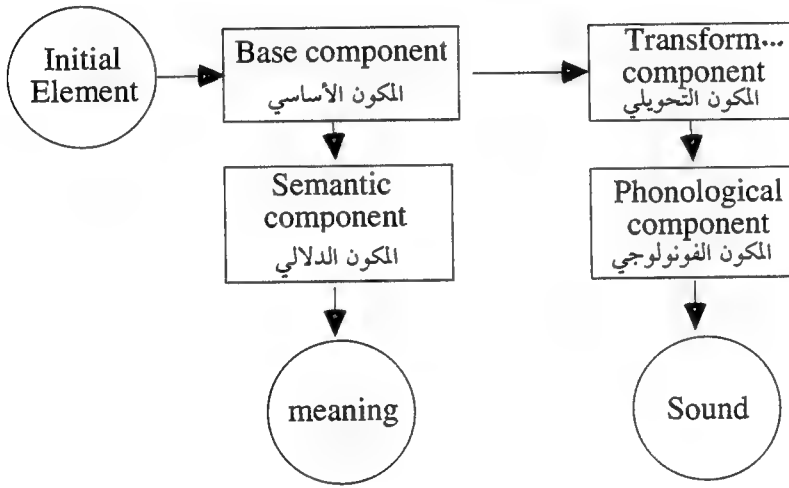 Initial
Element
Base component
المكون الأساسي
Transform...
component
المكون التحويلي
Semantic
component
المكون الدلالي
Phonological
component
المكون الفونولوجي
meaning
Sound